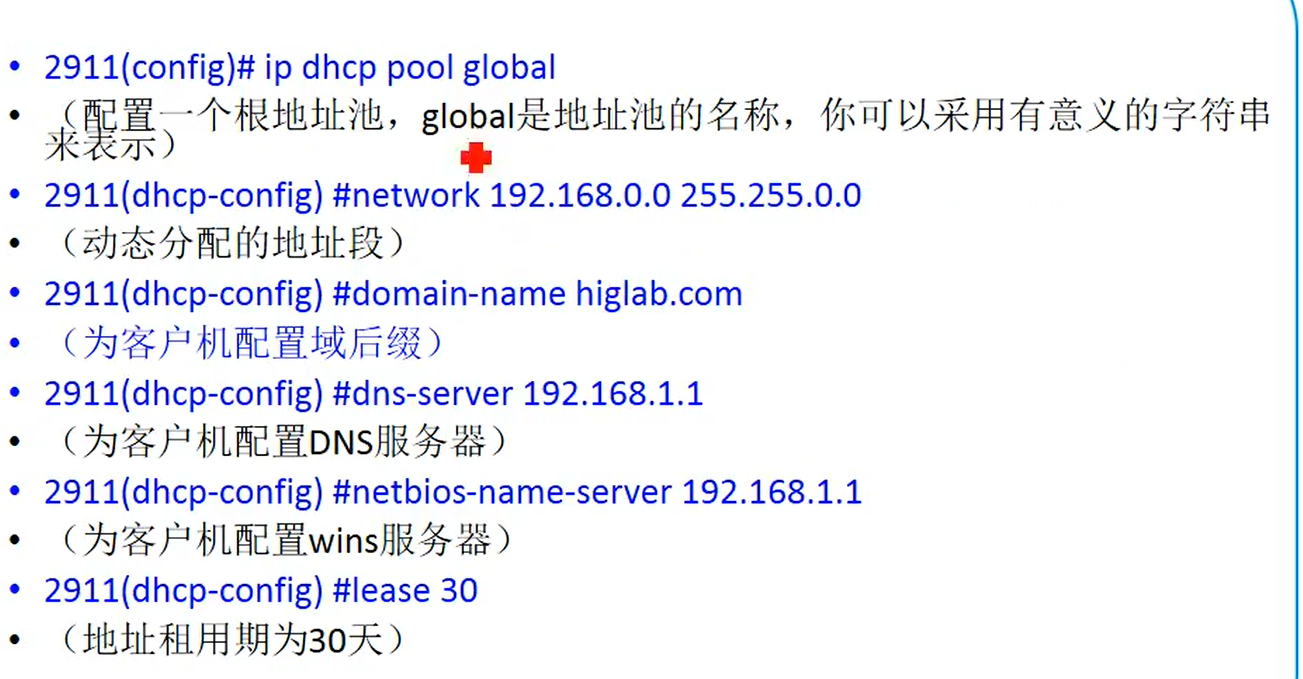 • 2911(config)# ip dhcp pool global
• （配置一个根地址池，global是地址池的名称，你可以采用有意义的字符串
来表示）
• 2911(dhcp-config) #network 192.168.0.0 255.255.0.0
• （动态分配的地址段）
• 2911(dhcp-config) #domain-name higlab.com
• （为客户机配置域后缀）
• 2911(dhcp-config) #dns-server 192.168.1.1
• （为客户机配置DNS服务器）
• 2911(dhcp-config) #netbios-name-server 192.168.1.1
• （为客户机配置wins服务器）
• 2911(dhcp-config) #lease 30
• （地址租用期为30天）